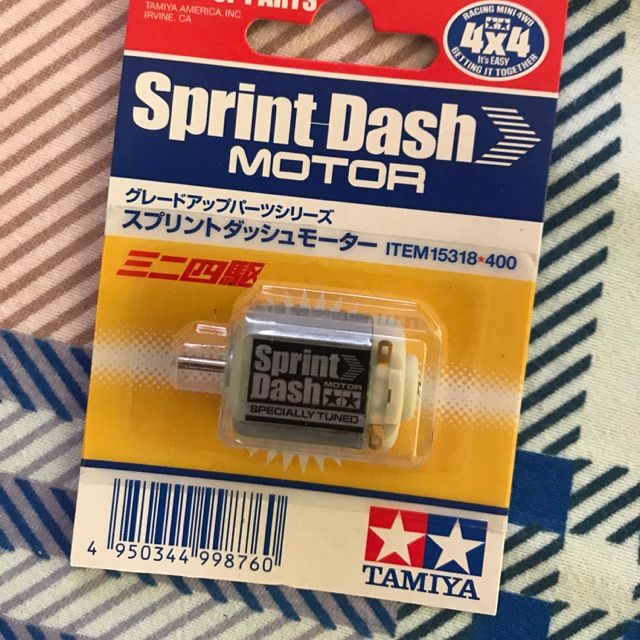 PARTS
TAMIYA AMERICA, INC.
IRVINE, CA
RACING MINI 4WD
4x4
It's EASY
GETTING IT TOGETHER
Sprint Dash
MOTOR
グレードアップパーツシリーズ
スプリントダッシュモーター ITEM 15318*400
ミニ四駆
Sprint
Dash
MOTOR
SPECIALLY TUNED
4 950344 998760
TAMIYA